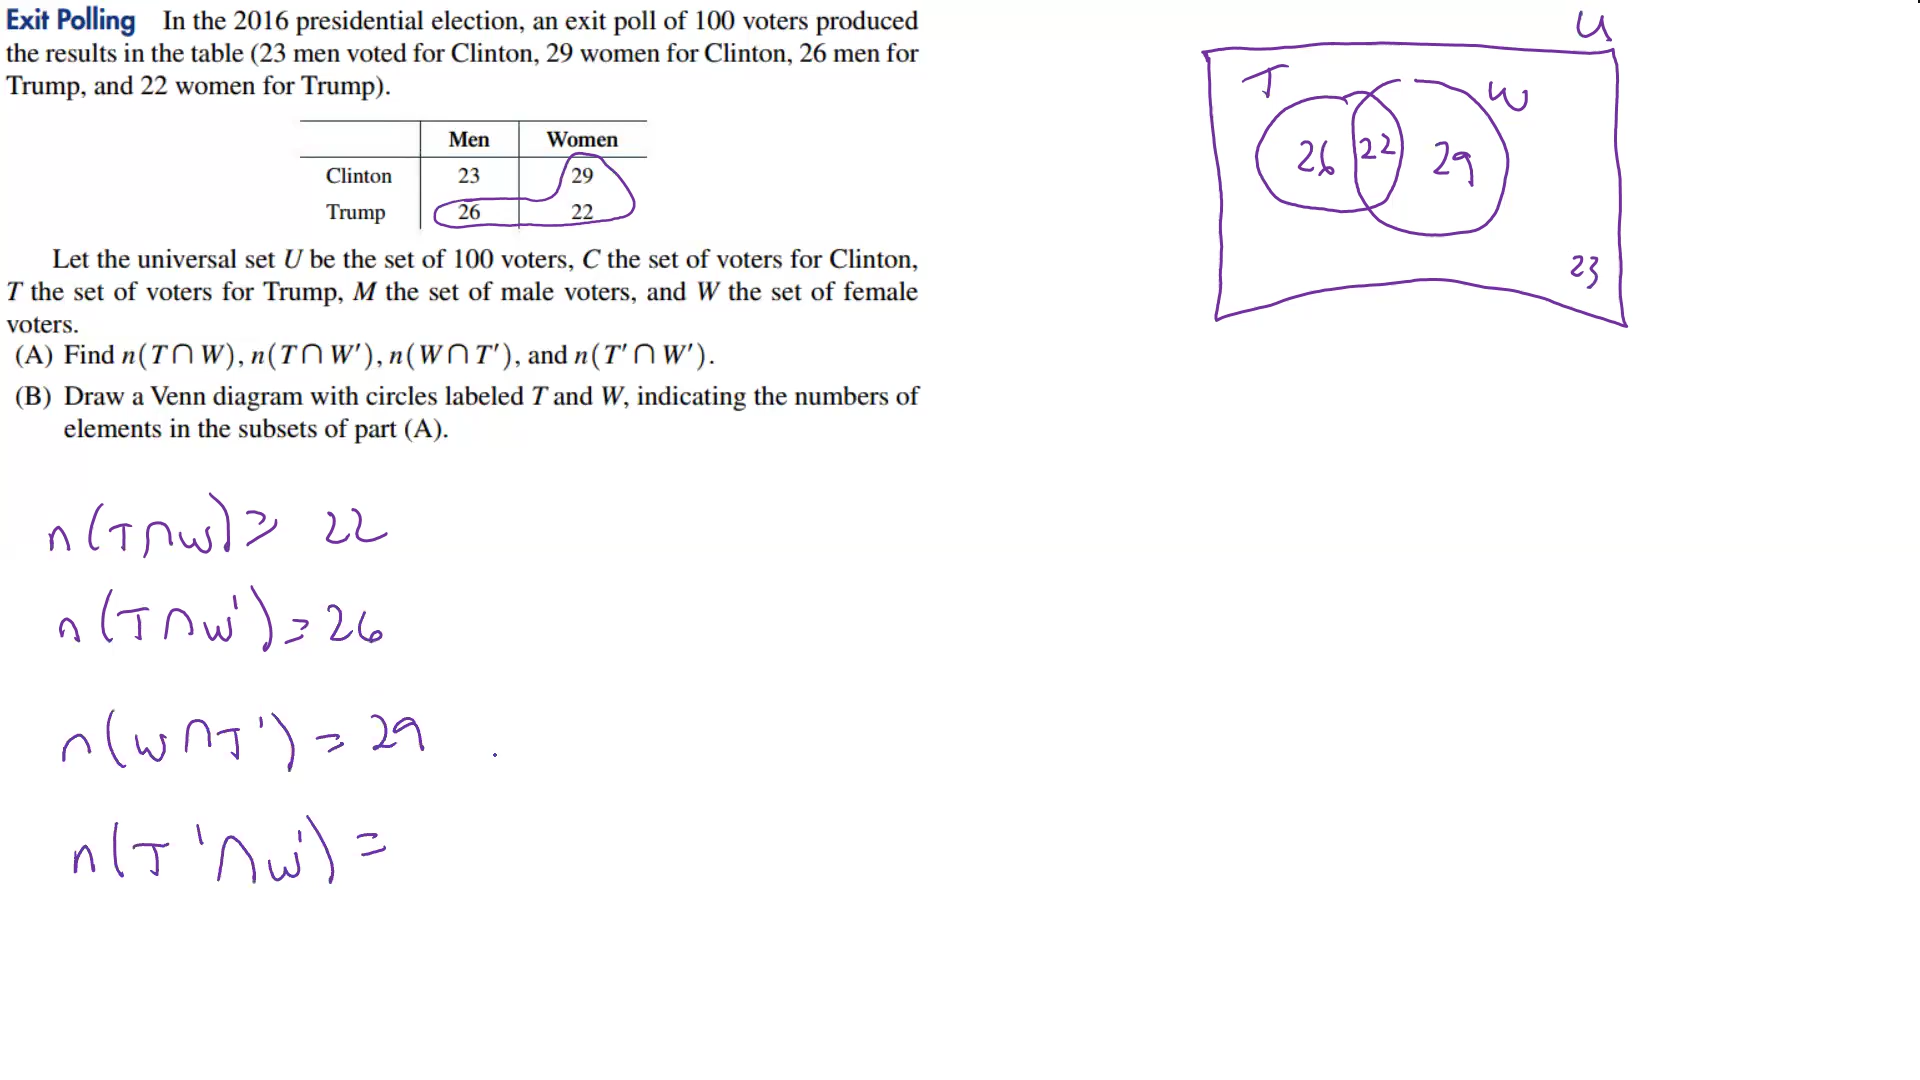 Exit Polling In the 2016 presidential election, an exit poll of 100 voters produced
the results in the table (23 men voted for Clinton, 29 women for Clinton, 26 men for
Trump, and 22 women for Trump).
Men Women
Clinton 23 29
Trump 26 22
Let the universal set U be the set of 100 voters, C the set of voters for Clinton,
T the set of voters for Trump, M the set of male voters, and W the set of female
voters.
(A) Find n(T∩W), n(T∩W′), n(W∩T′), and n(T′∩W′).
(B) Draw a Venn diagram with circles labeled T and W, indicating the numbers of
elements in the subsets of part (A).
n(T∩W) = 22
n(T∩W') = 26
n(W∩T') = 29
n(T'∩W') =
U
T W
26 22 29
23